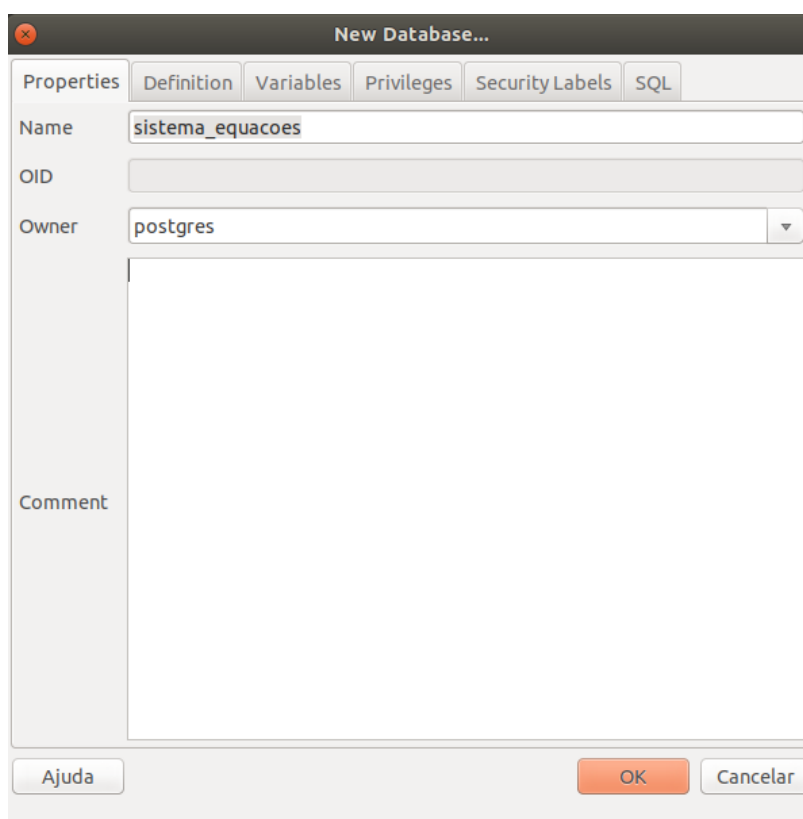 New Database...
Properties Definition Variables Privileges Security Labels SQL
Name sistema_equacoes
OID
Owner postgres
Comment
Ajuda OK Cancelar